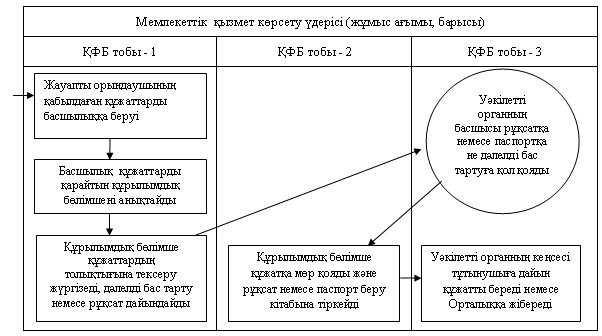 Мемлекеттік қызмет көрсету үдерісі (жұмыс ағымы, барысы)
ҚФБ тобы - 1
ҚФБ тобы - 2
ҚФБ тобы - 3
Жауапты орындаушының
қабылдаған құжаттарды
басшылыққа беруі
Басшылық құжаттарды
қарайтын құрылымдық
бөлімшені анықтайды
Құрылымдық бөлімше
құжаттардың
толықтығына тексеру
жүргізеді, дәлелді бас тарту
немесе рұқсат дайындайды
Құрылымдық бөлімше
құжатқа мөр қояды және
рұқсат немесе паспорт беру
кітабына тіркейді
Уәкілетті
органның
басшысы рұқсатқа
немесе паспортқа
не дәлелді бас
тартуға қол қояды
Уәкілетті органның кеңсесі
тұтынушыға дайын
құжатты береді немесе
Орталыққа жібереді